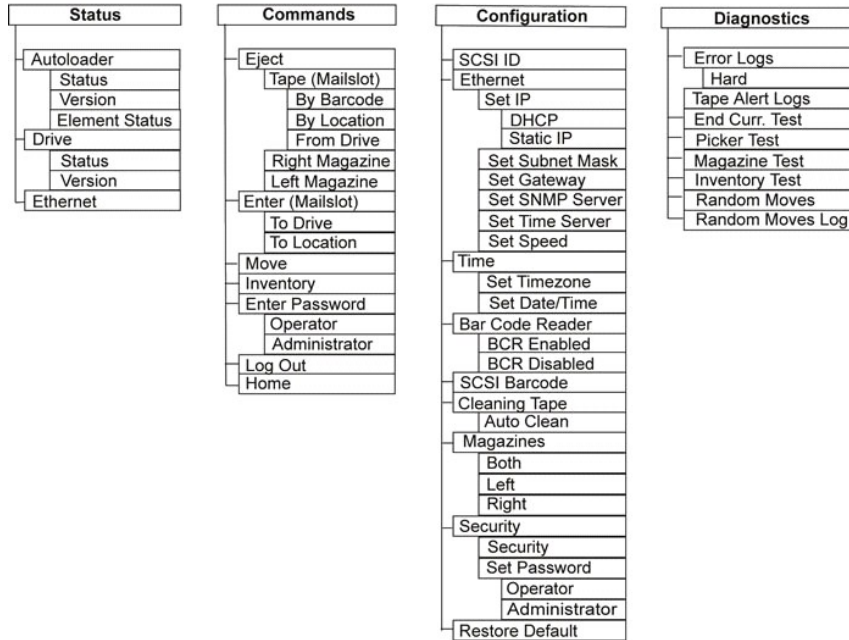 Status
Autoloader
Status
Version
Element Status
Drive
Status
Version
Ethernet
Commands
Eject
Tape (Mailslot)
By Barcode
By Location
From Drive
Right Magazine
Left Magazine
Enter (Mailslot)
To Drive
To Location
Move
Inventory
Enter Password
Operator
Administrator
Log Out
Home
Configuration
SCSI ID
Ethernet
Set IP
DHCP
Static IP
Set Subnet Mask
Set Gateway
Set SNMP Server
Set Time Server
Set Speed
Time
Set Timezone
Set Date/Time
Bar Code Reader
BCR Enabled
BCR Disabled
SCSI Barcode
Cleaning Tape
Auto Clean
Magazines
Both
Left
Right
Security
Security
Set Password
Operator
Administrator
Restore Default
Diagnostics
Error Logs
Hard
Tape Alert Logs
End Curr. Test
Picker Test
Magazine Test
Inventory Test
Random Moves
Random Moves Log